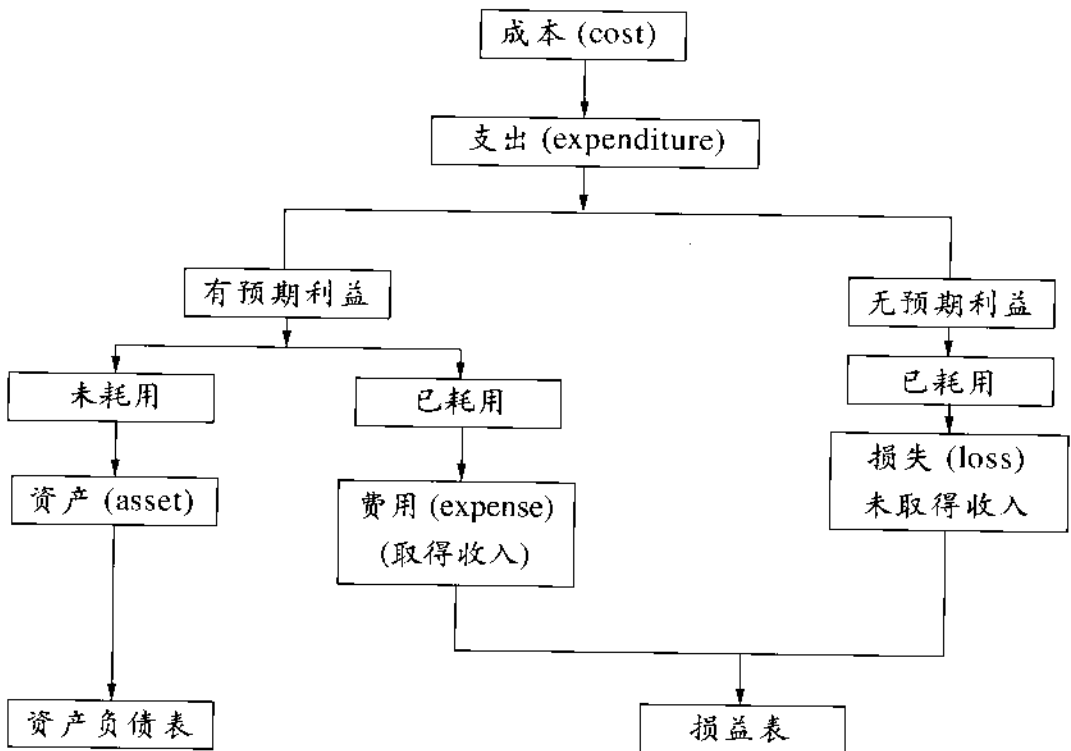 成本 (cost)
支出 (expenditure)
有预期利益
无预期利益
未耗用
已耗用
已耗用
资产 (asset)
费用 (expense)
(取得收入)
损失 (loss)
未取得收入
资产负债表
损益表